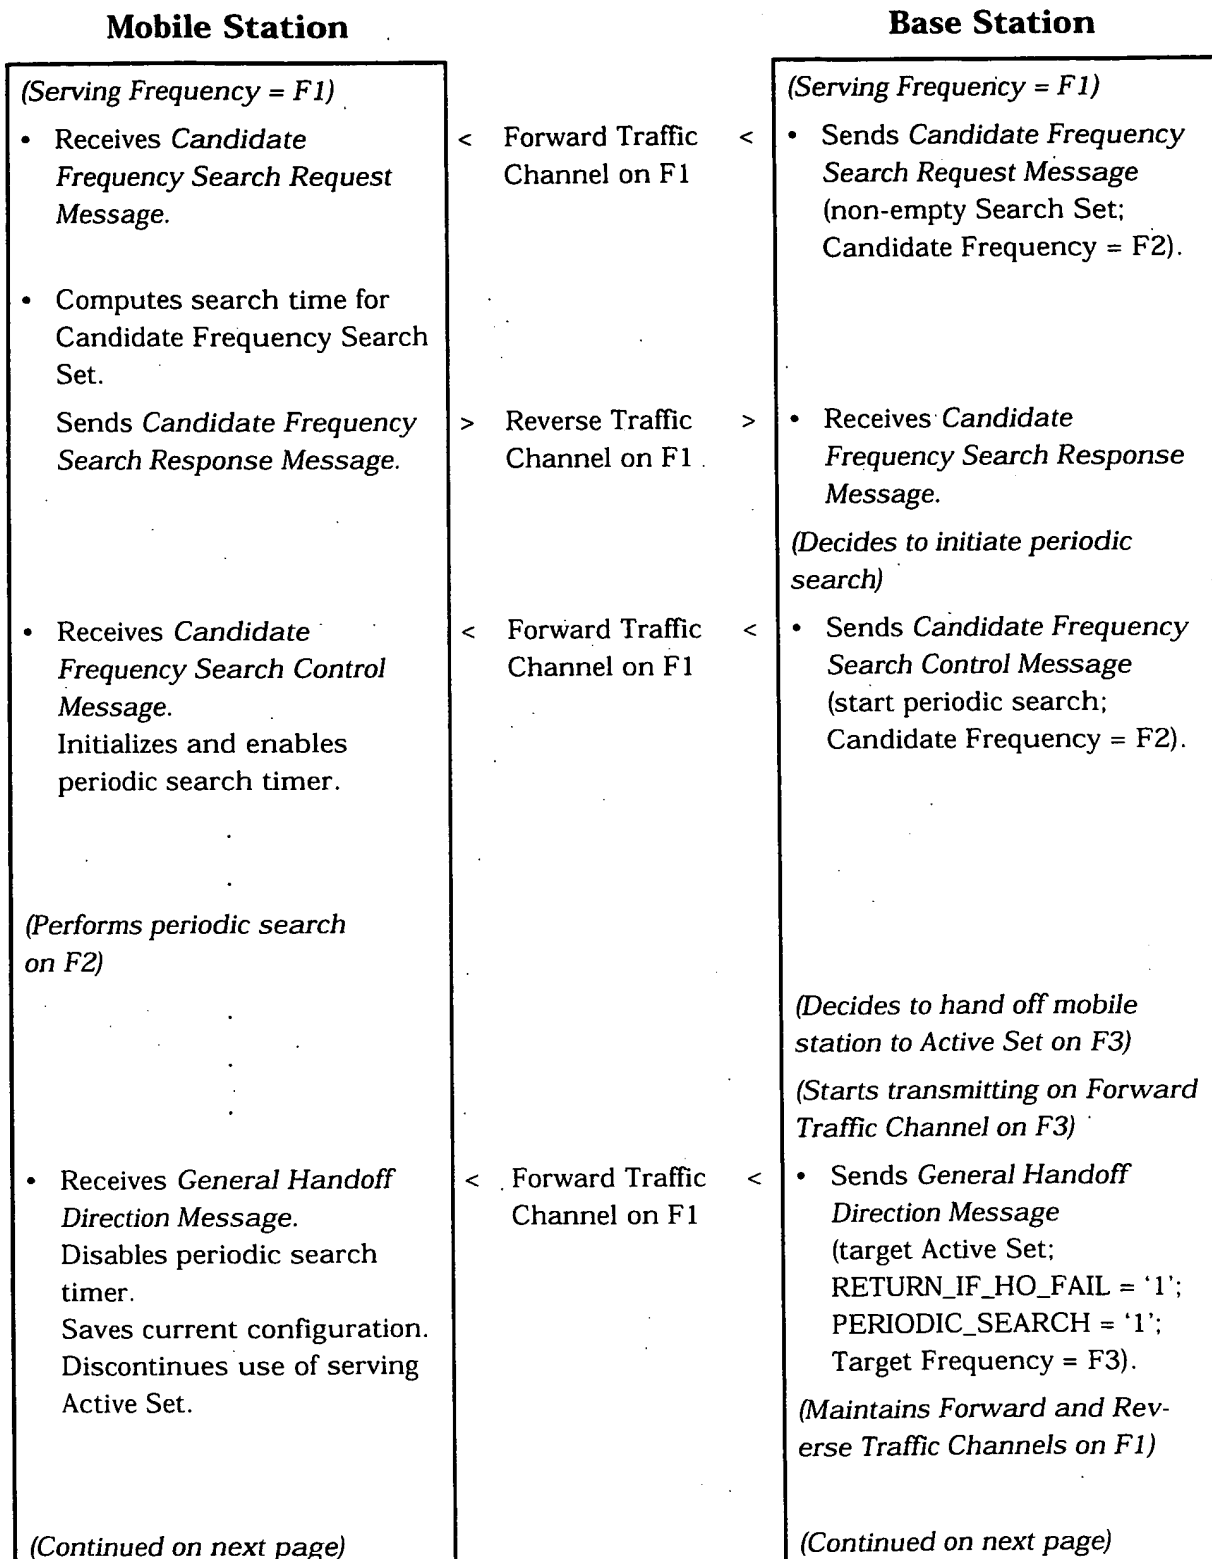 Mobile Station
Base Station
(Serving Frequency = F1)
(Serving Frequency = F1)
• Receives Candidate
Frequency Search Request
Message.
< Forward Traffic <
Channel on F1
• Sends Candidate Frequency
Search Request Message
(non-empty Search Set;
Candidate Frequency = F2).
• Computes search time for
Candidate Frequency Search
Set.
Sends Candidate Frequency
Search Response Message.
> Reverse Traffic >
Channel on F1
• Receives Candidate
Frequency Search Response
Message.
(Decides to initiate periodic
search)
• Receives Candidate
Frequency Search Control
Message.
Initializes and enables
periodic search timer.
< Forward Traffic <
Channel on F1
• Sends Candidate Frequency
Search Control Message
(start periodic search;
Candidate Frequency = F2).
(Performs periodic search
on F2)
(Decides to hand off mobile
station to Active Set on F3)
(Starts transmitting on Forward
Traffic Channel on F3)
• Receives General Handoff
Direction Message.
Disables periodic search
timer.
Saves current configuration.
Discontinues use of serving
Active Set.
< Forward Traffic <
Channel on F1
• Sends General Handoff
Direction Message
(target Active Set;
RETURN_IF_HO_FAIL = ‘1’;
PERIODIC_SEARCH = ‘1’;
Target Frequency = F3).
(Maintains Forward and Rev-
erse Traffic Channels on F1)
(Continued on next page)
(Continued on next page)